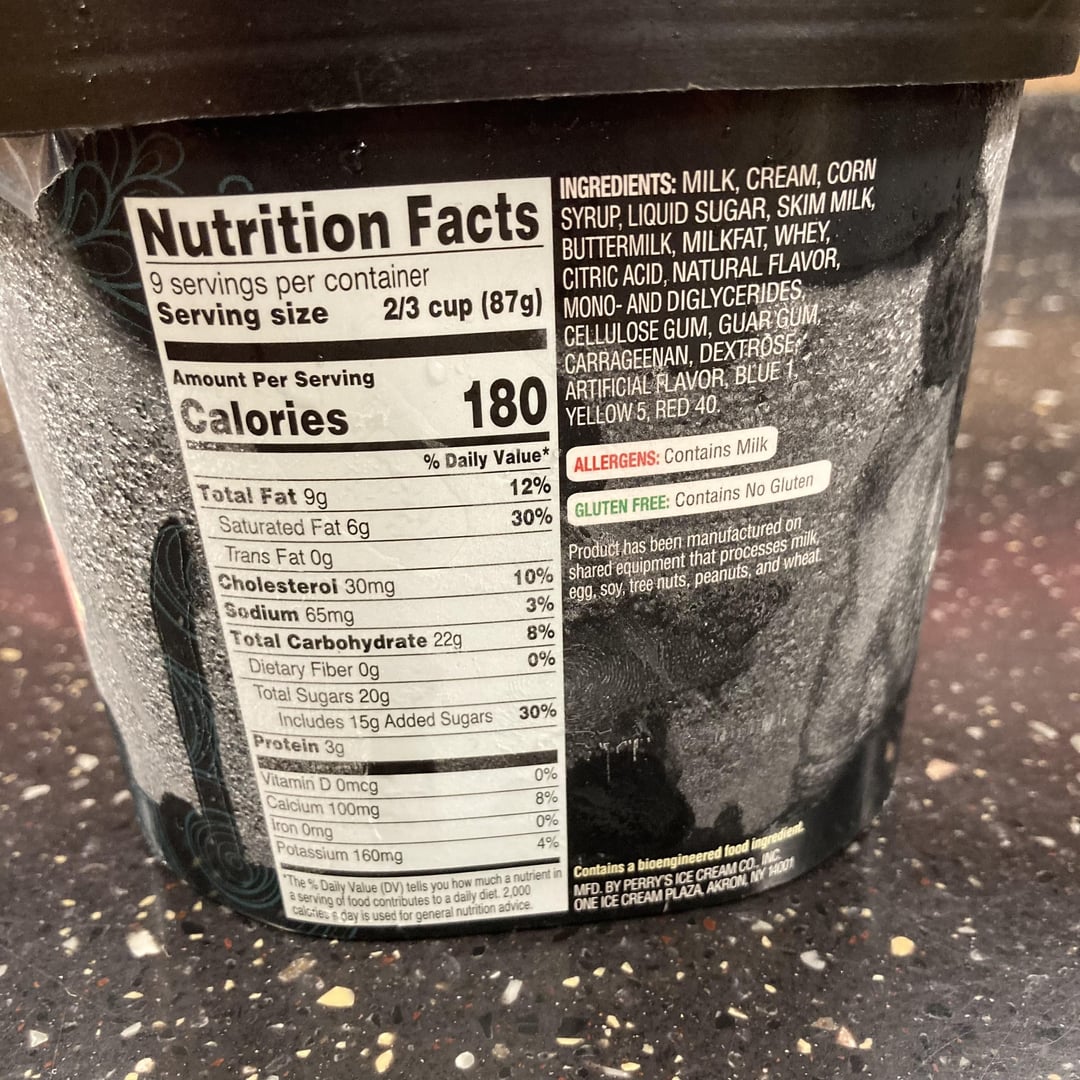 Nutrition Facts
9 servings per container
Serving size 2/3 cup (87g)
Amount Per Serving
Calories 180
% Daily Value*
Total Fat 9g 12%
Saturated Fat 6g 30%
Trans Fat 0g
Cholesterol 30mg 10%
Sodium 65mg 3%
Total Carbohydrate 22g 8%
Dietary Fiber 0g 0%
Total Sugars 20g
Includes 15g Added Sugars 30%
Protein 3g
Vitamin D 0mcg 0%
Calcium 100mg 8%
Iron 0mg 0%
Potassium 160mg 4%
*The % Daily Value (DV) tells you how much a nutrient in
a serving of food contributes to a daily diet. 2,000
calories a day is used for general nutrition advice.
INGREDIENTS: MILK, CREAM, CORN
SYRUP, LIQUID SUGAR, SKIM MILK,
BUTTERMILK, MILKFAT, WHEY,
CITRIC ACID, NATURAL FLAVOR,
MONO- AND DIGLYCERIDES,
CELLULOSE GUM, GUAR GUM,
CARRAGEENAN, DEXTROSE,
ARTIFICIAL FLAVOR, BLUE 1,
YELLOW 5, RED 40.
ALLERGENS: Contains Milk
GLUTEN FREE: Contains No Gluten
Product has been manufactured on
shared equipment that processes milk,
egg, soy, tree nuts, peanuts, and wheat.
Contains a bioengineered food ingredient.
MFD. BY PERRY'S ICE CREAM CO., INC.
ONE ICE CREAM PLAZA, AKRON, NY 14001